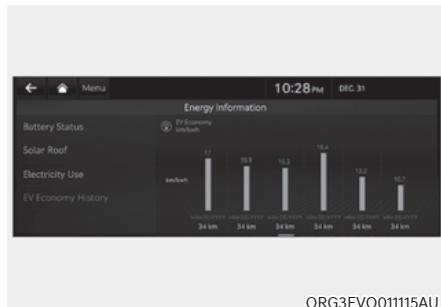 Menu
10:28 PM
DEC. 31
Energy Information
Battery Status
Solar Roof
Electricity Use
EV Economy History
EV Economy
km/kwh
km/kwh
17
15.9
15.3
18.4
13.2
10.7
34 km
34 km
34 km
34 km
34 km
34 km
ORG3EVQ011115AU